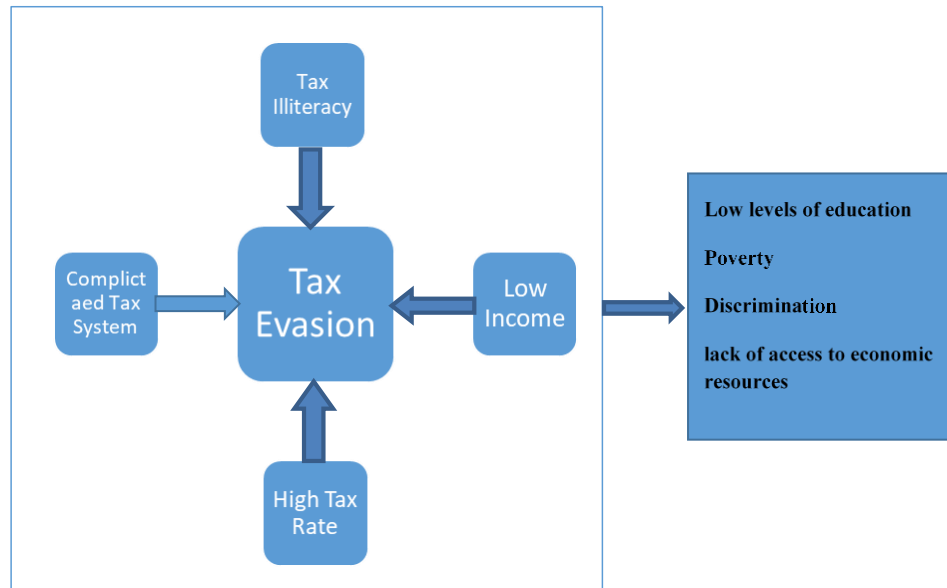 Tax
Illiteracy
Complict
aed Tax
System
Tax
Evasion
Low
Income
High Tax
Rate
Low levels of education
Poverty
Discrimination
lack of access to economic
resources